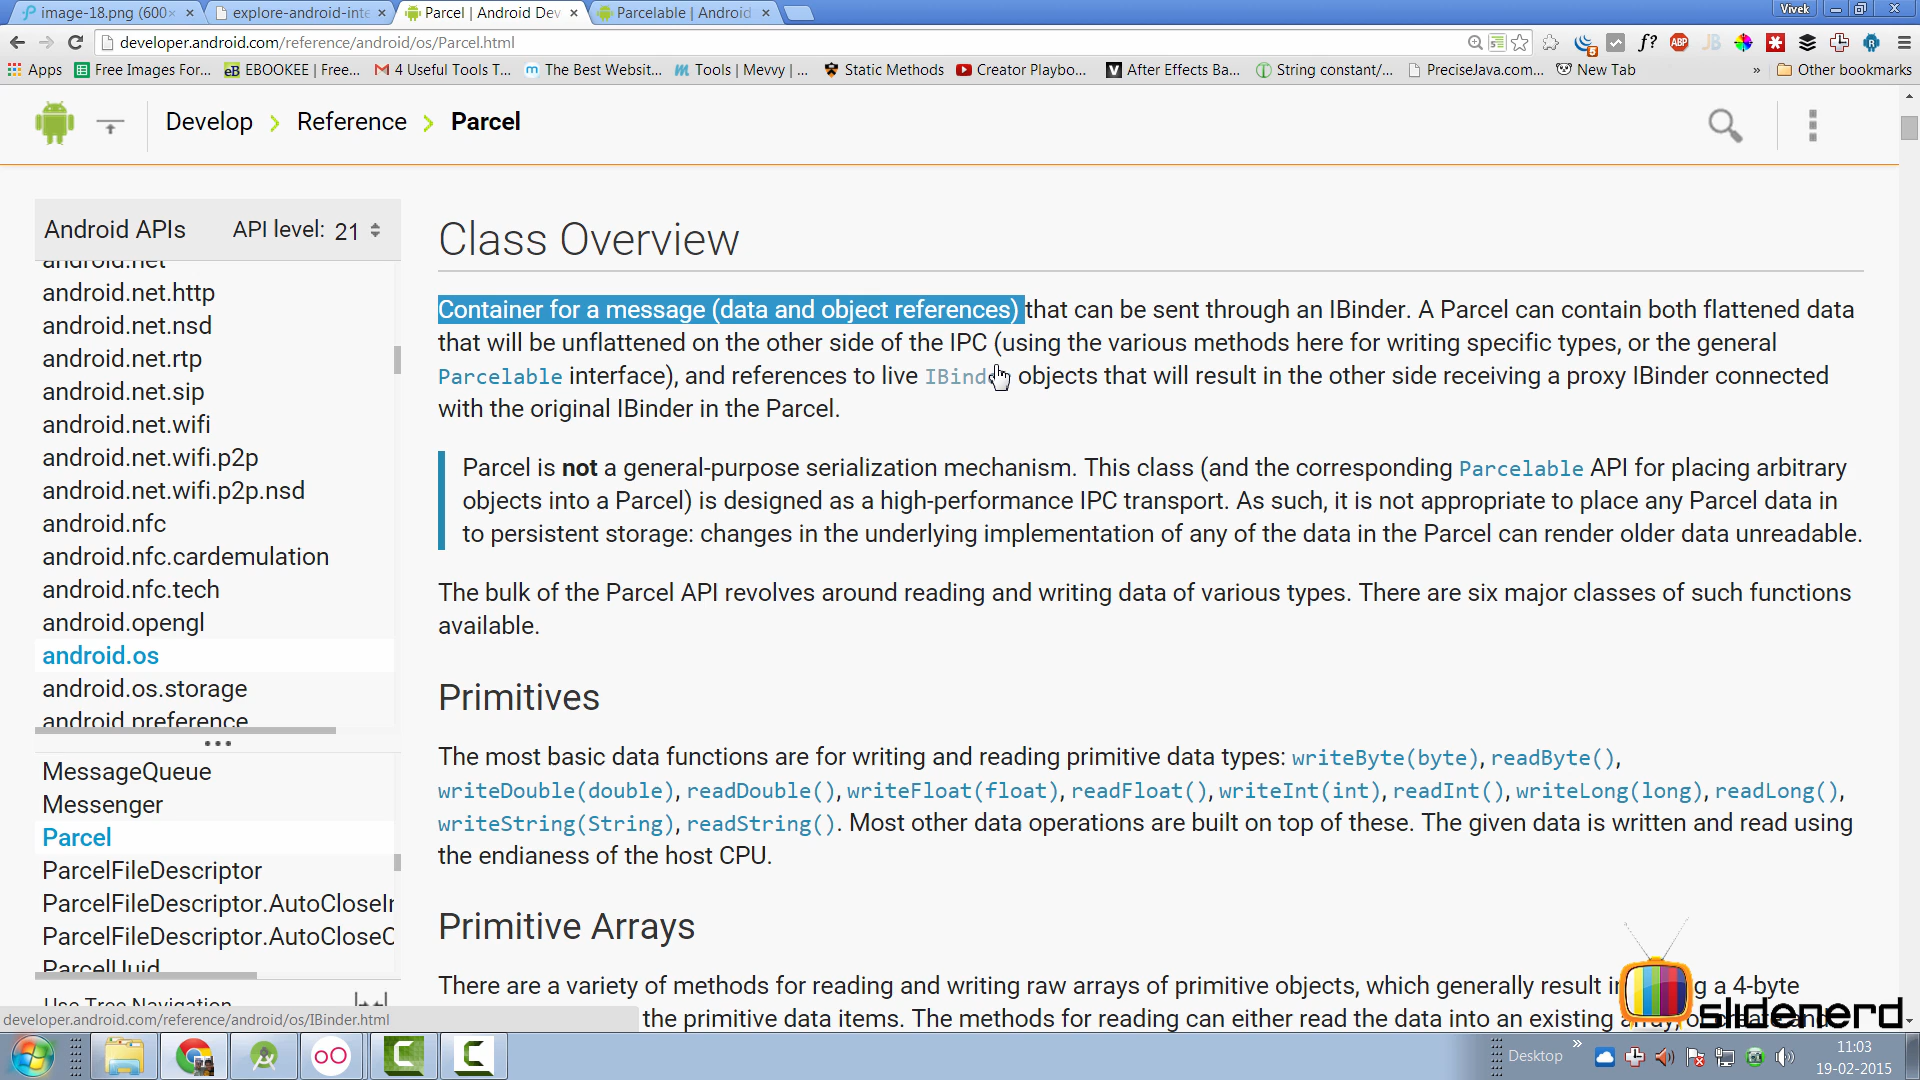 image-18.png (600×
explore-android-inte
Parcel | Android Dev
Parcelable | Android
Vivek
developer.android.com/reference/android/os/Parcel.html
Apps
Free Images For...
EBOOKEE | Free...
4 Useful Tools T...
The Best Websit...
Tools | Mevvy | ...
Static Methods
Creator Playbo...
After Effects Ba...
String constant/...
PreciseJava.com...
New Tab
» Other bookmarks
Develop > Reference > Parcel
Android APIs API level: 21
android.net
android.net.http
android.net.nsd
android.net.rtp
android.net.sip
android.net.wifi
android.net.wifi.p2p
android.net.wifi.p2p.nsd
android.nfc
android.nfc.cardemulation
android.nfc.tech
android.opengl
android.os
android.os.storage
android.preference
MessageQueue
Messenger
Parcel
ParcelFileDescriptor
ParcelFileDescriptor.AutoCloseIn
ParcelFileDescriptor.AutoCloseO
ParcelUuid
Use Tree Navigation
developer.android.com/reference/android/os/IBinder.html
Class Overview
Container for a message (data and object references) that can be sent through an IBinder. A Parcel can contain both flattened data
that will be unflattened on the other side of the IPC (using the various methods here for writing specific types, or the general
Parcelable interface), and references to live IBinder objects that will result in the other side receiving a proxy IBinder connected
with the original IBinder in the Parcel.
Parcel is not a general-purpose serialization mechanism. This class (and the corresponding Parcelable API for placing arbitrary
objects into a Parcel) is designed as a high-performance IPC transport. As such, it is not appropriate to place any Parcel data in
to persistent storage: changes in the underlying implementation of any of the data in the Parcel can render older data unreadable.
The bulk of the Parcel API revolves around reading and writing data of various types. There are six major classes of such functions
available.
Primitives
The most basic data functions are for writing and reading primitive data types: writeByte(byte), readByte(),
writeDouble(double), readDouble(), writeFloat(float), readFloat(), writeInt(int), readInt(), writeLong(long), readLong(),
writeString(String), readString(). Most other data operations are built on top of these. The given data is written and read using
the endianess of the host CPU.
Primitive Arrays
There are a variety of methods for reading and writing raw arrays of primitive objects, which generally result in a 4-byte
the primitive data items. The methods for reading can either read the data into an existing array, or create and
slidenerd
Desktop
»
11:03
19-02-2015